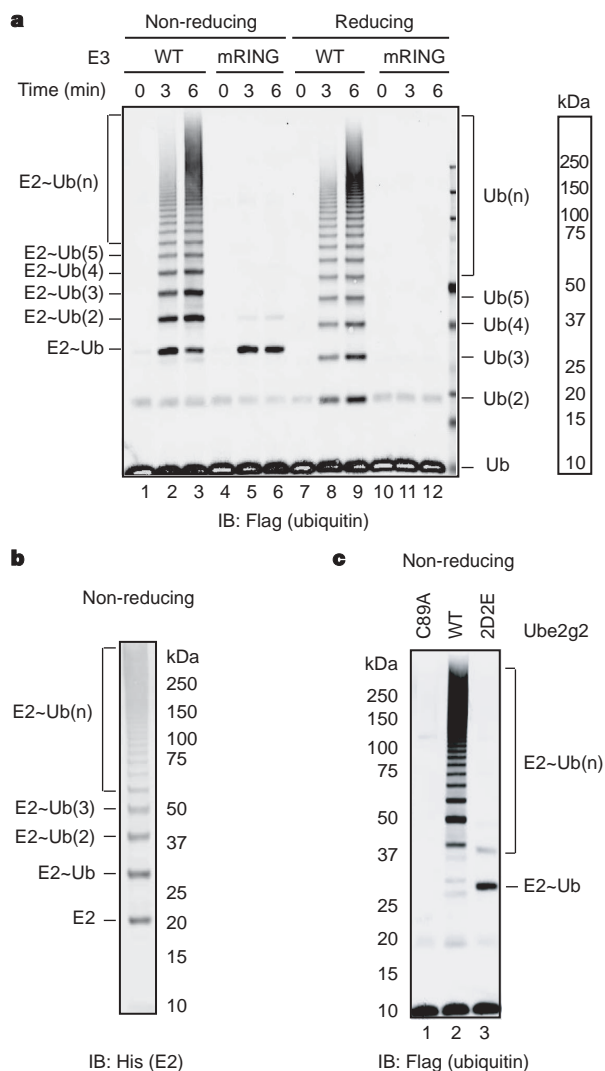 a
Non-reducing Reducing
E3 WT mRING WT mRING
Time (min) 0 3 6 0 3 6 0 3 6 0 3 6
kDa
E2~Ub(n)
E2~Ub(5)
E2~Ub(4)
E2~Ub(3)
E2~Ub(2)
E2~Ub
Ub(n)
Ub(5)
Ub(4)
Ub(3)
Ub(2)
Ub
250
150
100
75
50
37
25
20
15
10
1 2 3 4 5 6 7 8 9 10 11 12
IB: Flag (ubiquitin)
b
Non-reducing
kDa
E2~Ub(n)
E2~Ub(3)
E2~Ub(2)
E2~Ub
E2
250
150
100
75
50
37
25
20
15
10
IB: His (E2)
c
Non-reducing
C89A WT 2D2E Ube2g2
kDa
250
150
100
75
50
37
25
20
15
10
E2~Ub(n)
E2~Ub
1 2 3
IB: Flag (ubiquitin)